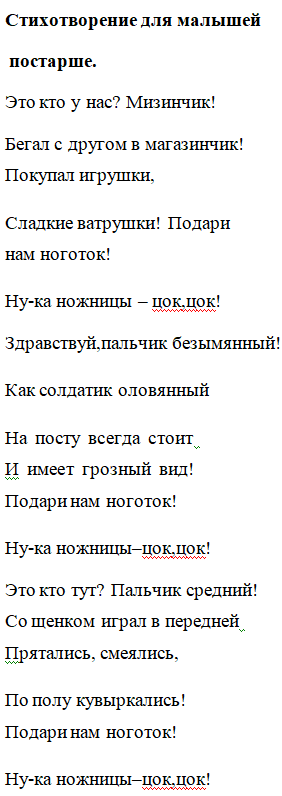 Стихотворение для малышей
постарше.
Это кто у нас? Мизинчик!
Бегал с другом в магазинчик!
Покупал игрушки,
Сладкие ватрушки! Подари
нам ноготок!
Ну-ка ножницы – цок,цок!
Здравствуй,пальчик безымянный!
Как солдатик оловянный
На посту всегда стоит
И имеет грозный вид!
Подари нам ноготок!
Ну-ка ножницы–цок,цок!
Это кто тут? Пальчик средний!
Со щенком играл в передней
Прятались, смеялись,
По полу кувыркались!
Подари нам ноготок!
Ну-ка ножницы–цок,цок!